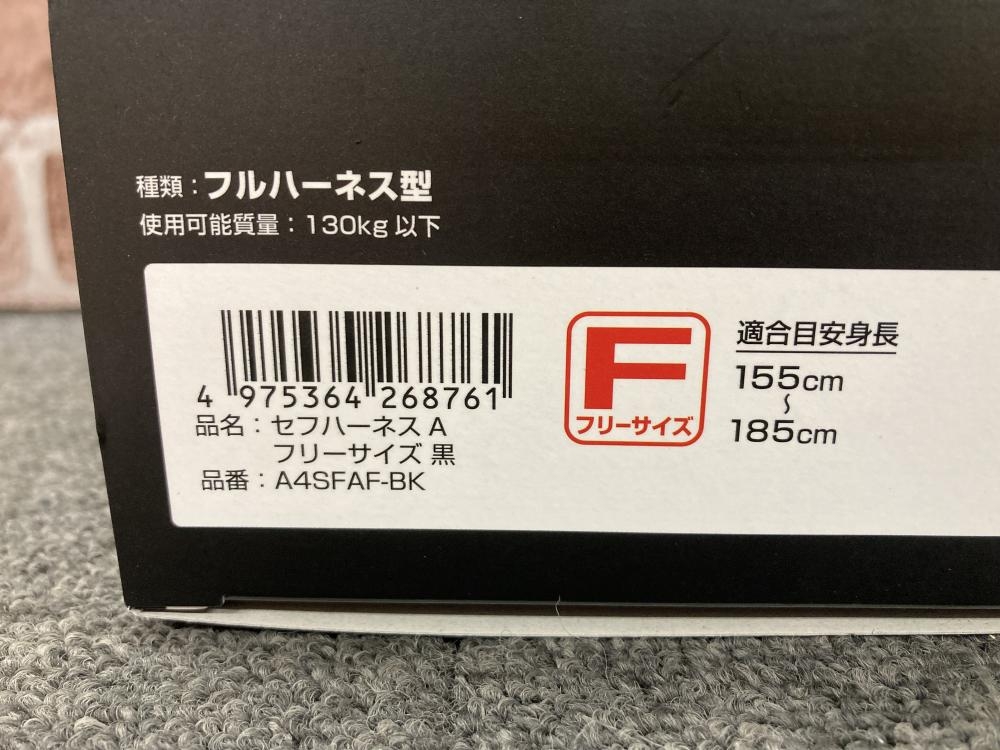 種類：フルハーネス型
使用可能質量：130kg 以下
4 975364 268761
品名：セフハーネス A
フリーサイズ 黒
品番：A4SFAF-BK
F
フリーサイズ
適合目安身長
155cm
～
185cm